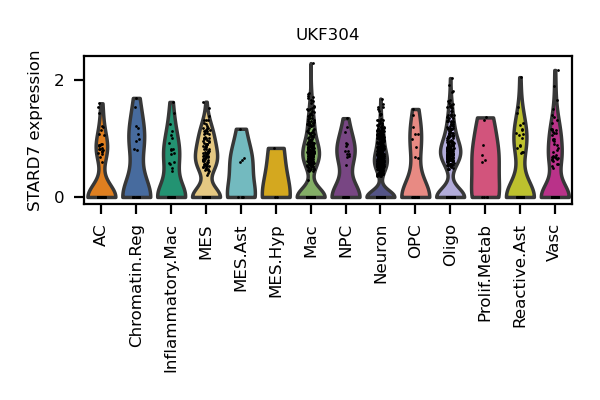 UKF304
STARD7 expression
2
0
AC
Chromatin.Reg
Inflammatory.Mac
MES
MES.Ast
MES.Hyp
Mac
NPC
Neuron
OPC
Oligo
Prolif.Metab
Reactive.Ast
Vasc